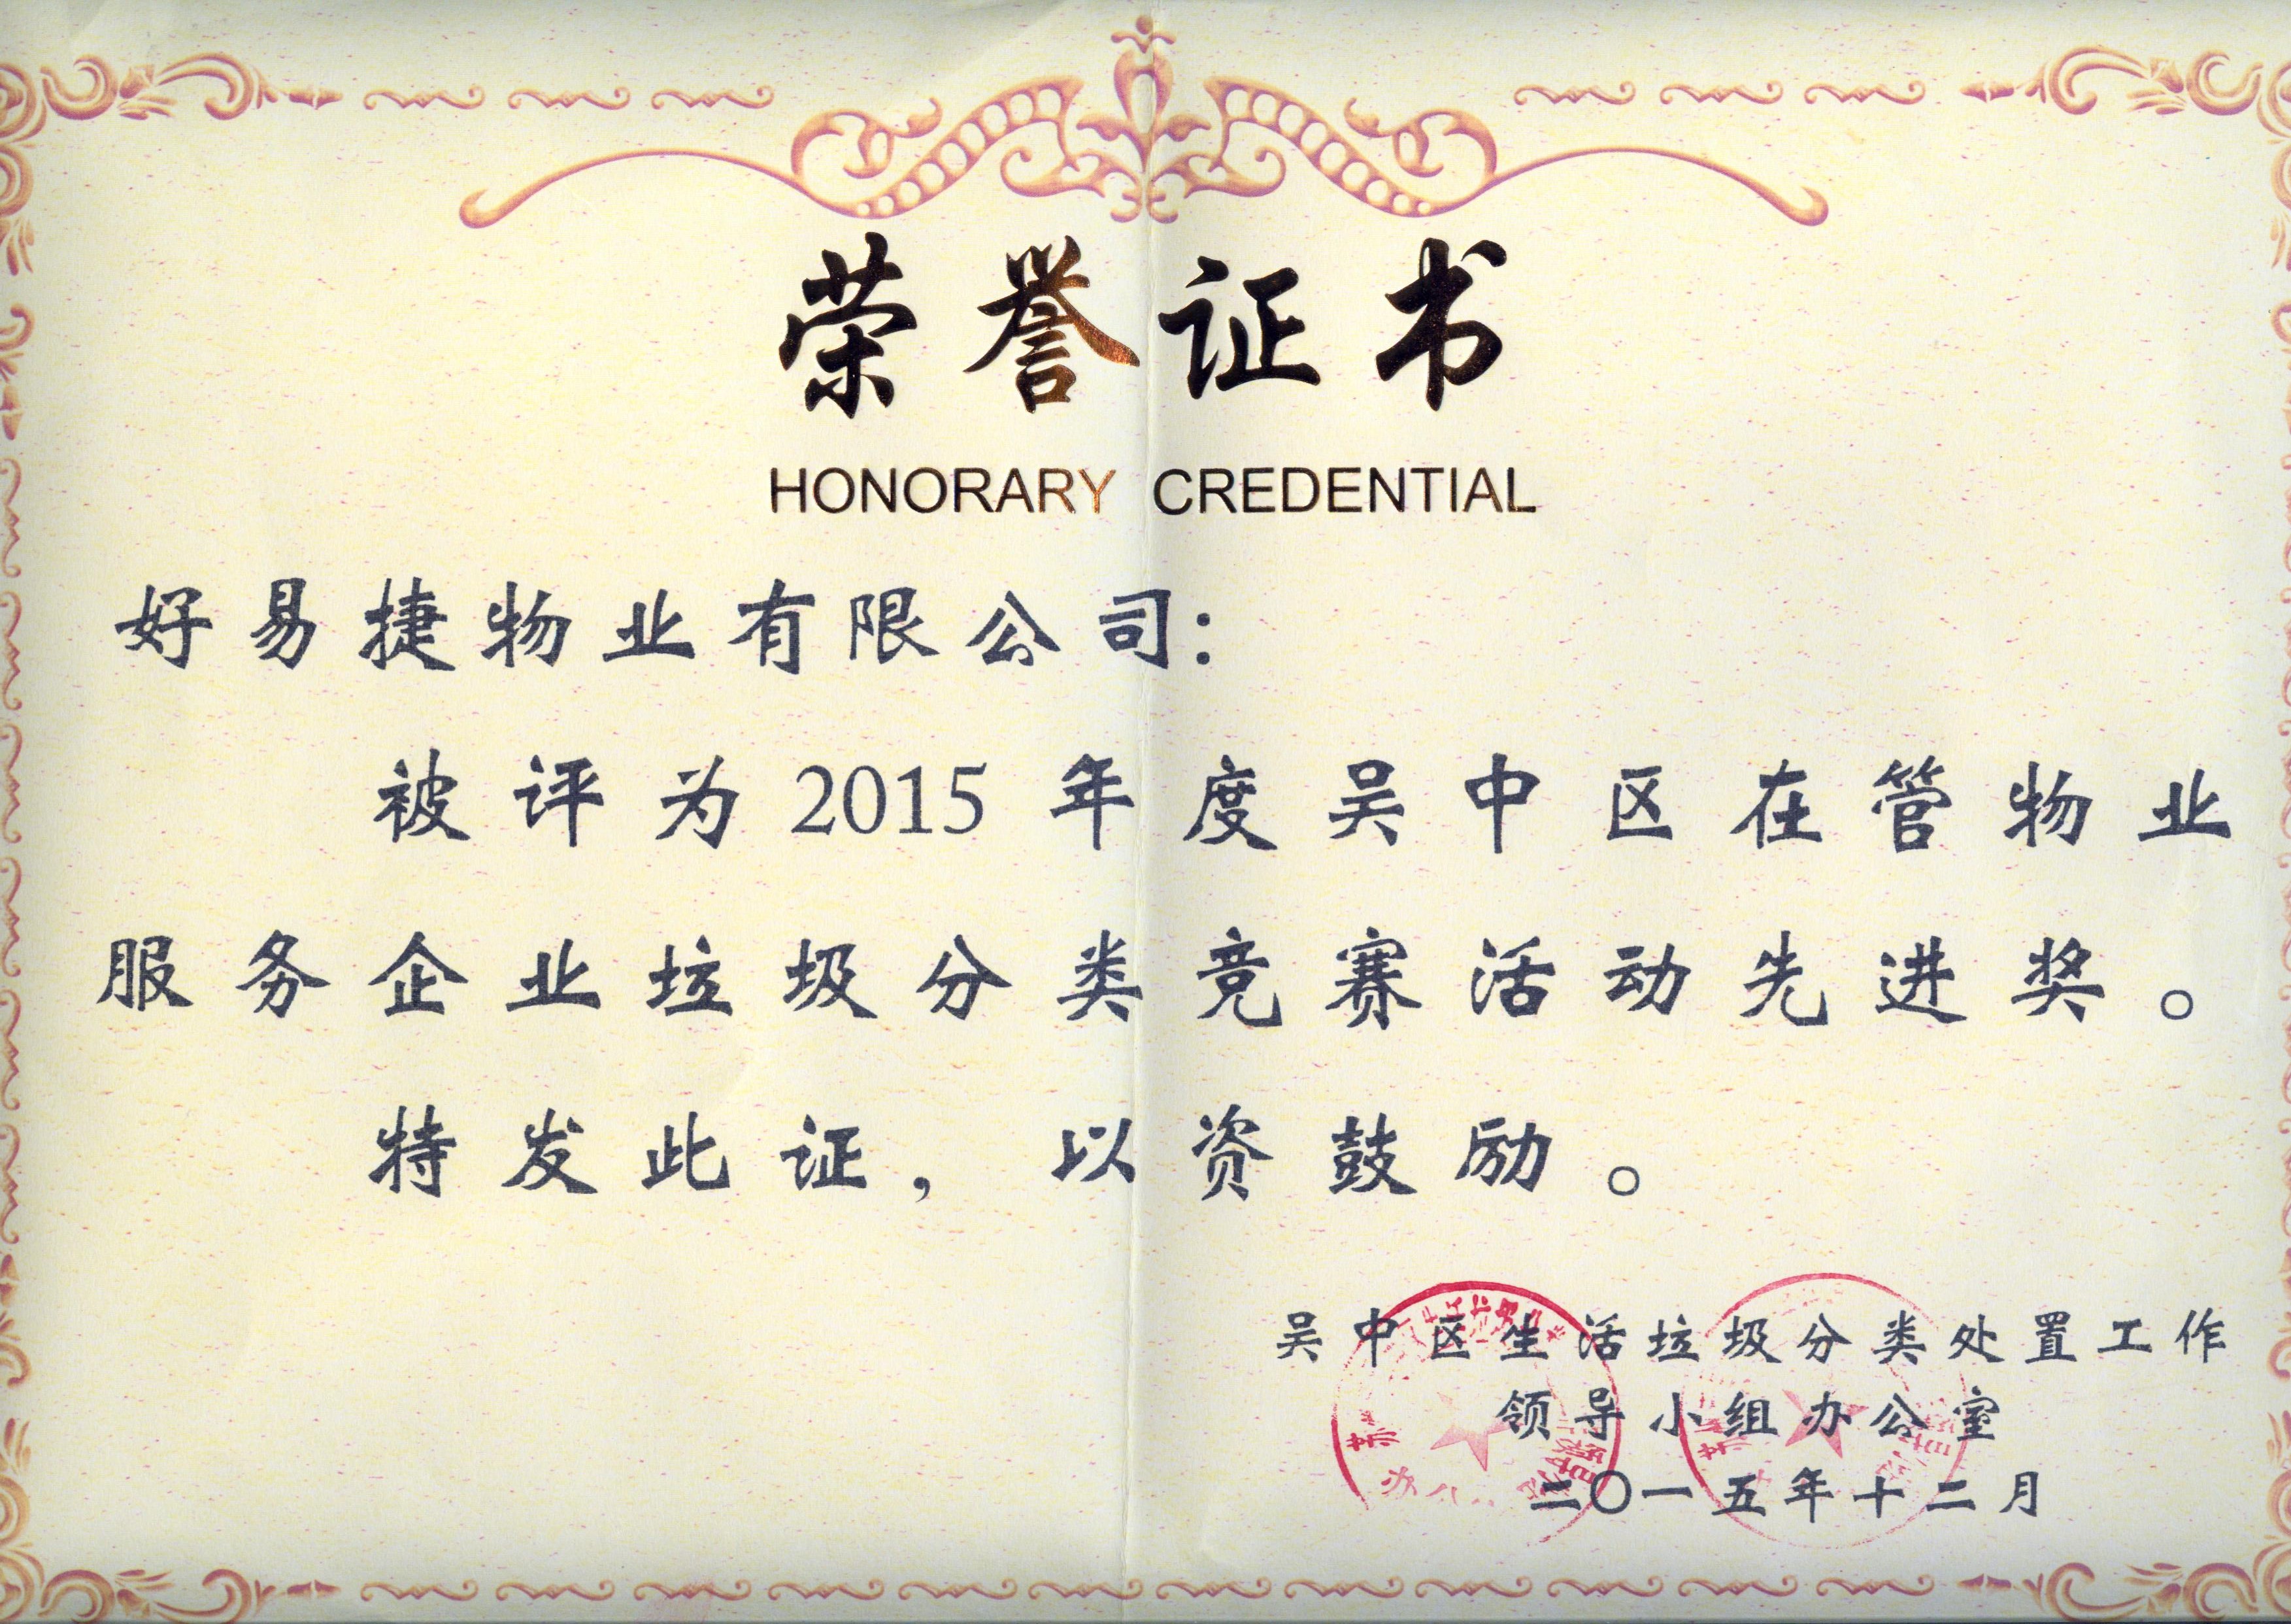 荣誉证书
HONORARY CREDENTIAL
好易捷物业有限公司：
被评为2015年度吴中区在管物业
服务企业垃圾分类竞赛活动先进奖。
特发此证，以资鼓励。
吴中区生活垃圾分类处置工作
领导小组办公室
二〇一五年十二月